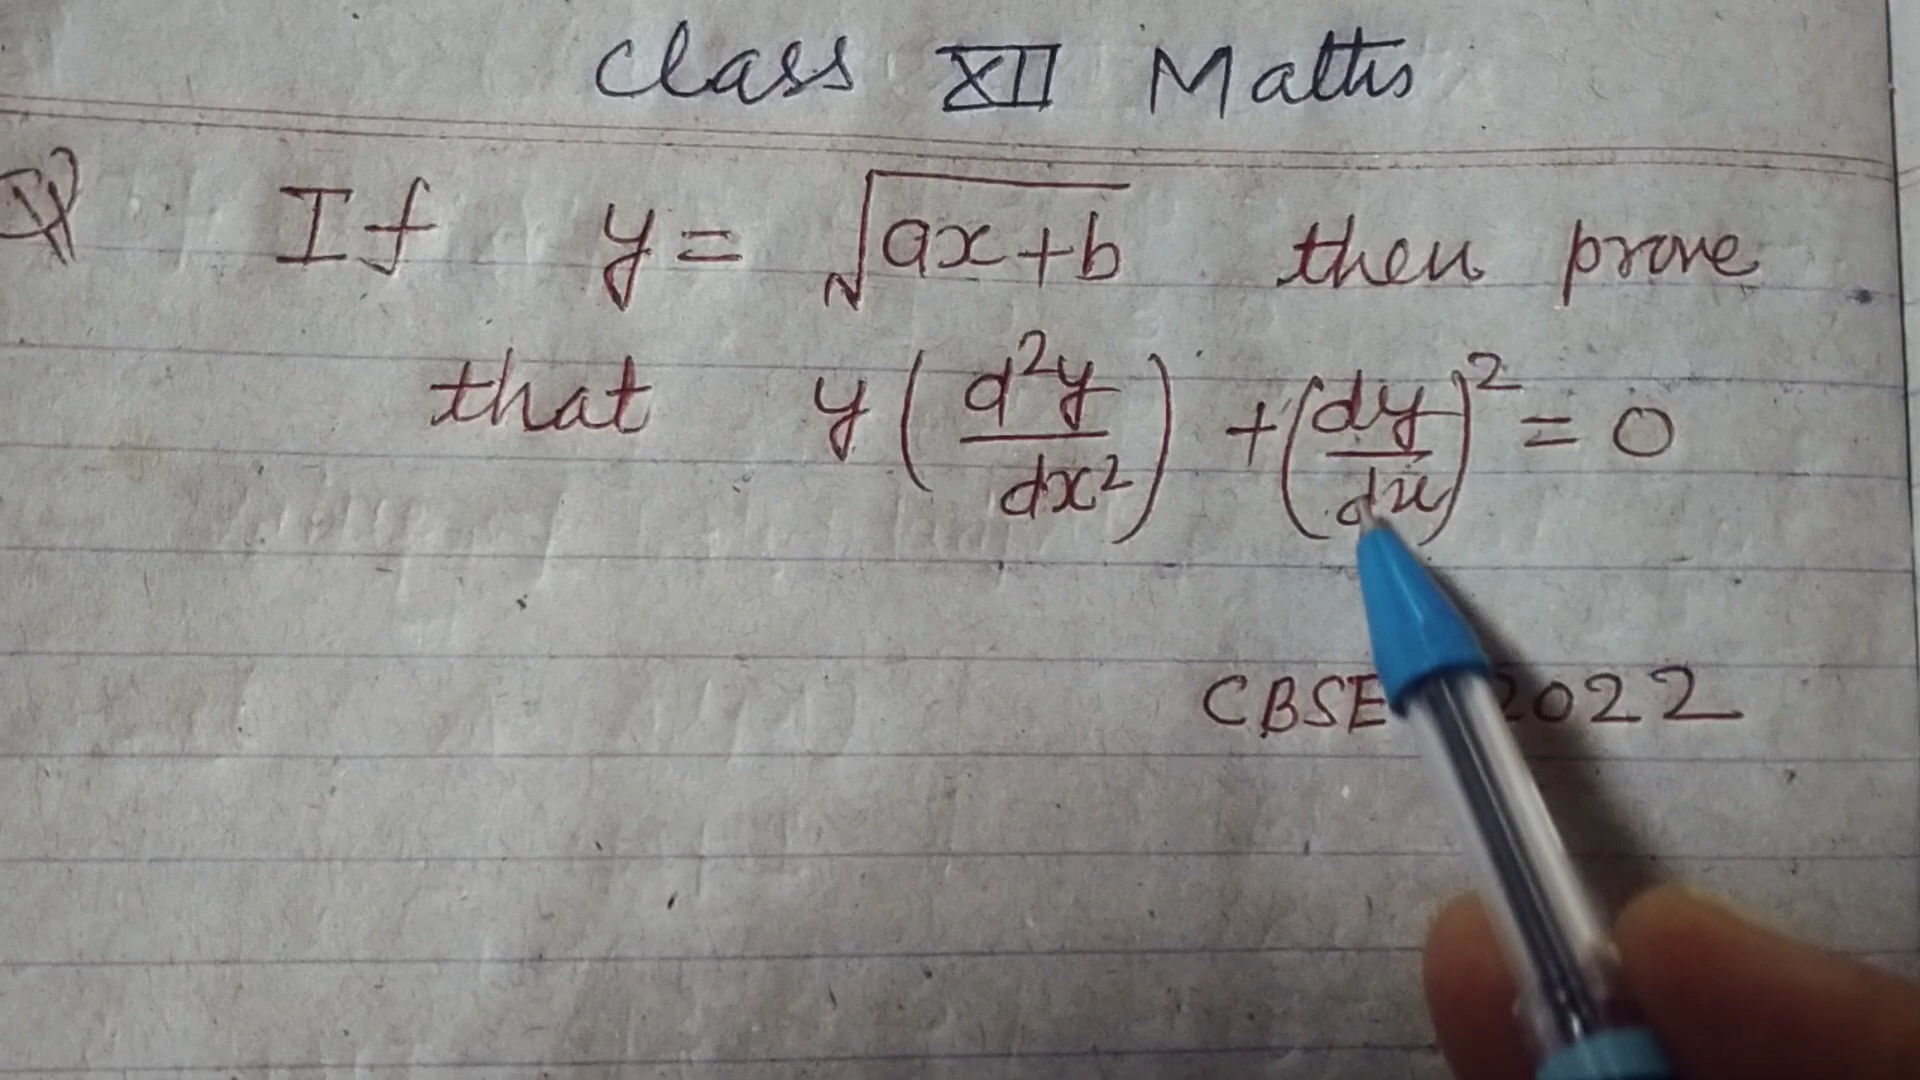 Class XII Maths
Q) If y = √(ax+b) then prove
that y (d²y/dx²) + (dy/dx)² = 0
CBSE 2022